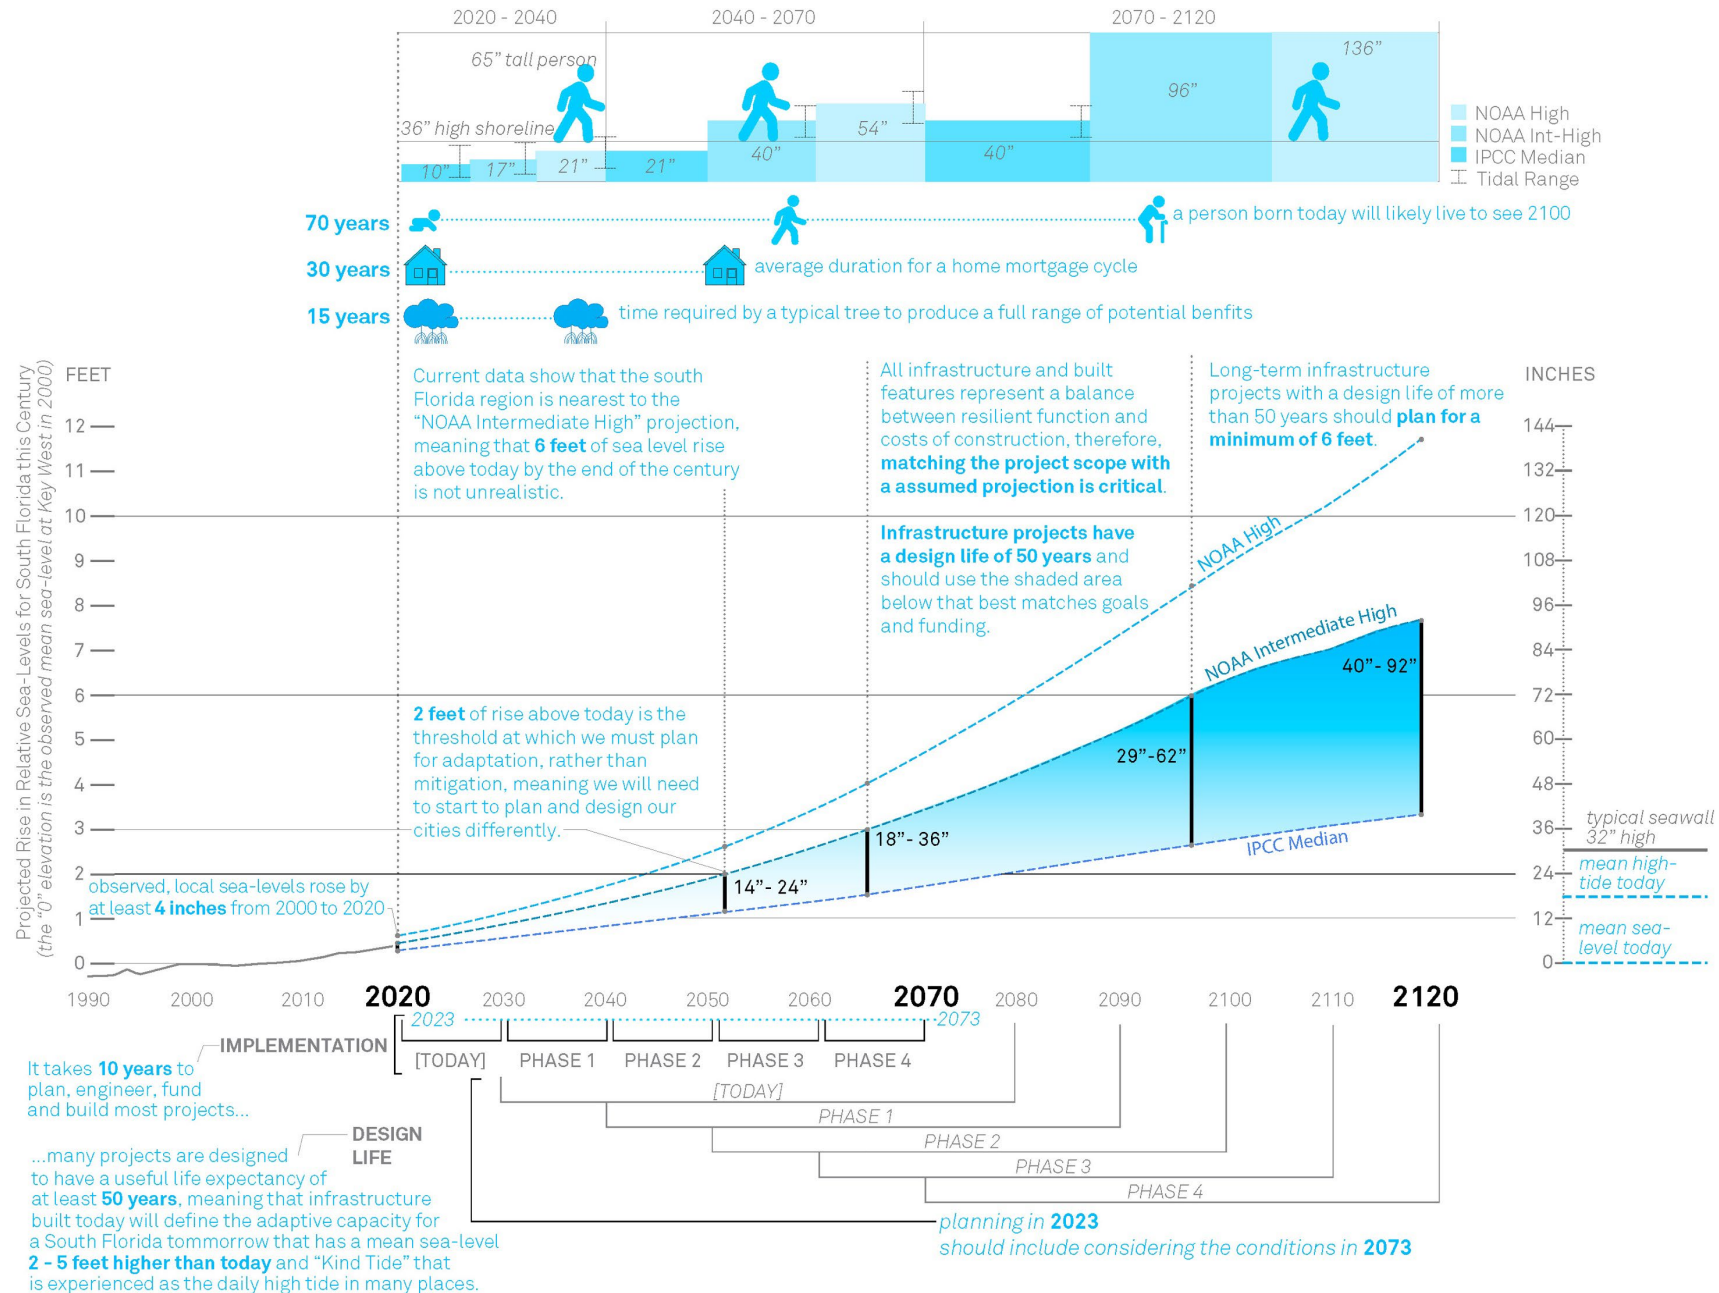 2020 - 2040
2040 - 2070
2070 - 2120
65” tall person
36” high shoreline
10”
17”
21”
21”
40”
54”
40”
96”
136”
NOAA High
NOAA Int-High
IPCC Median
Tidal Range
70 years
a person born today will likely live to see 2100
30 years
average duration for a home mortgage cycle
15 years
time required by a typical tree to produce a full range of potential benfits
Projected Rise in Relative Sea-Levels for South Florida this Century
(the “0” elevation is the observed mean sea-level at Key West in 2000)
FEET
12
11
10
9
8
7
6
5
4
3
2
1
0
Current data show that the south
Florida region is nearest to the
“NOAA Intermediate High” projection,
meaning that 6 feet of sea level rise
above today by the end of the century
is not unrealistic.
All infrastructure and built
features represent a balance
between resilient function and
costs of construction, therefore,
matching the project scope with
a assumed projection is critical.
Infrastructure projects have
a design life of 50 years and
should use the shaded area
below that best matches goals
and funding.
Long-term infrastructure
projects with a design life of more
than 50 years should plan for a
minimum of 6 feet.
INCHES
144
132
120
108
96
84
72
60
48
36
24
12
0
NOAA High
NOAA Intermediate High
IPCC Median
2 feet of rise above today is the
threshold at which we must plan
for adaptation, rather than
mitigation, meaning we will need
to start to plan and design our
cities differently.
observed, local sea-levels rose by
at least 4 inches from 2000 to 2020
14”- 24”
18”- 36”
29”-62”
40”- 92”
typical seawall
32” high
mean high-
tide today
mean sea-
level today
1990
2000
2010
2020
2030
2040
2050
2060
2070
2080
2090
2100
2110
2120
2023
2073
IMPLEMENTATION
[TODAY]
PHASE 1
PHASE 2
PHASE 3
PHASE 4
It takes 10 years to
plan, engineer, fund
and build most projects...
[TODAY]
PHASE 1
PHASE 2
PHASE 3
PHASE 4
DESIGN
LIFE
...many projects are designed
to have a useful life expectancy of
at least 50 years, meaning that infrastructure
built today will define the adaptive capacity for
a South Florida tommorrow that has a mean sea-level
2 - 5 feet higher than today and “Kind Tide” that
is experienced as the daily high tide in many places.
planning in 2023
should include considering the conditions in 2073